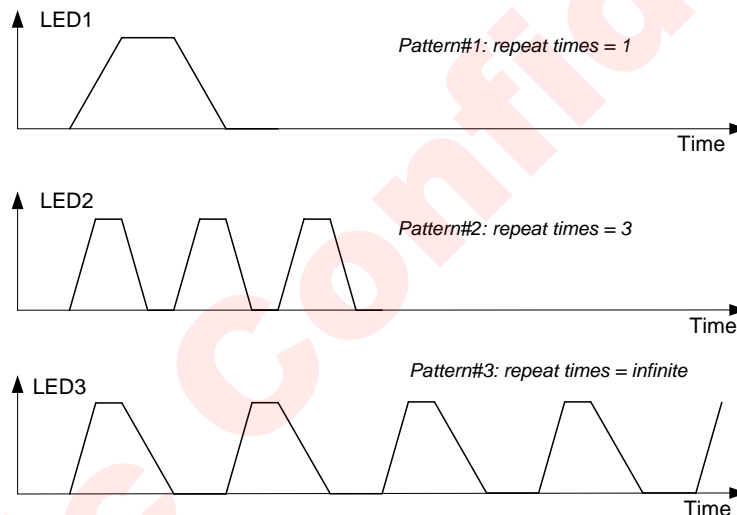 LED1
Pattern#1: repeat times = 1
Time
LED2
Pattern#2: repeat times = 3
Time
Pattern#3: repeat times = infinite
LED3
Time
c Confid